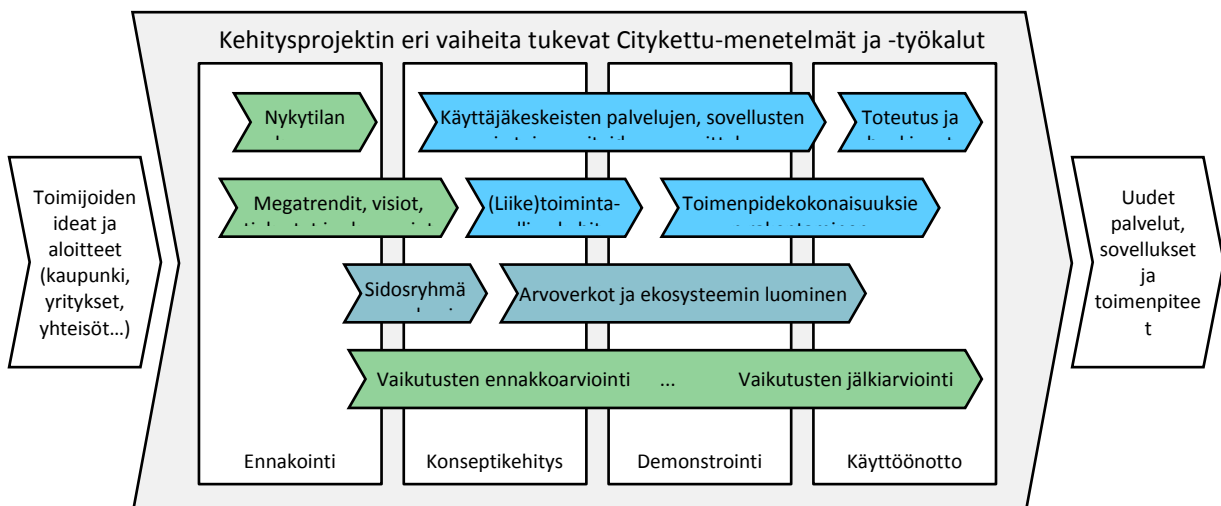 Kehitysprojektin eri vaiheita tukevat Citykettu-menetelmät ja -työkalut
Toimijoiden
ideat ja
aloitteet
(kaupunki,
yritykset,
yhteisöt…)
Nykytilan
Käyttäjäkeskeisten palvelujen, sovellusten
Toteutus ja
Megatrendit, visiot,
(Liike)toiminta-
Toimenpidekokonaisuuksie
Sidosryhmä
Arvoverkot ja ekosysteemin luominen
Vaikutusten ennakkoarviointi ... Vaikutusten jälkiarviointi
Ennakointi
Konseptikehitys
Demonstrointi
Käyttöönotto
Uudet
palvelut,
sovellukset
ja
toimenpitee
t